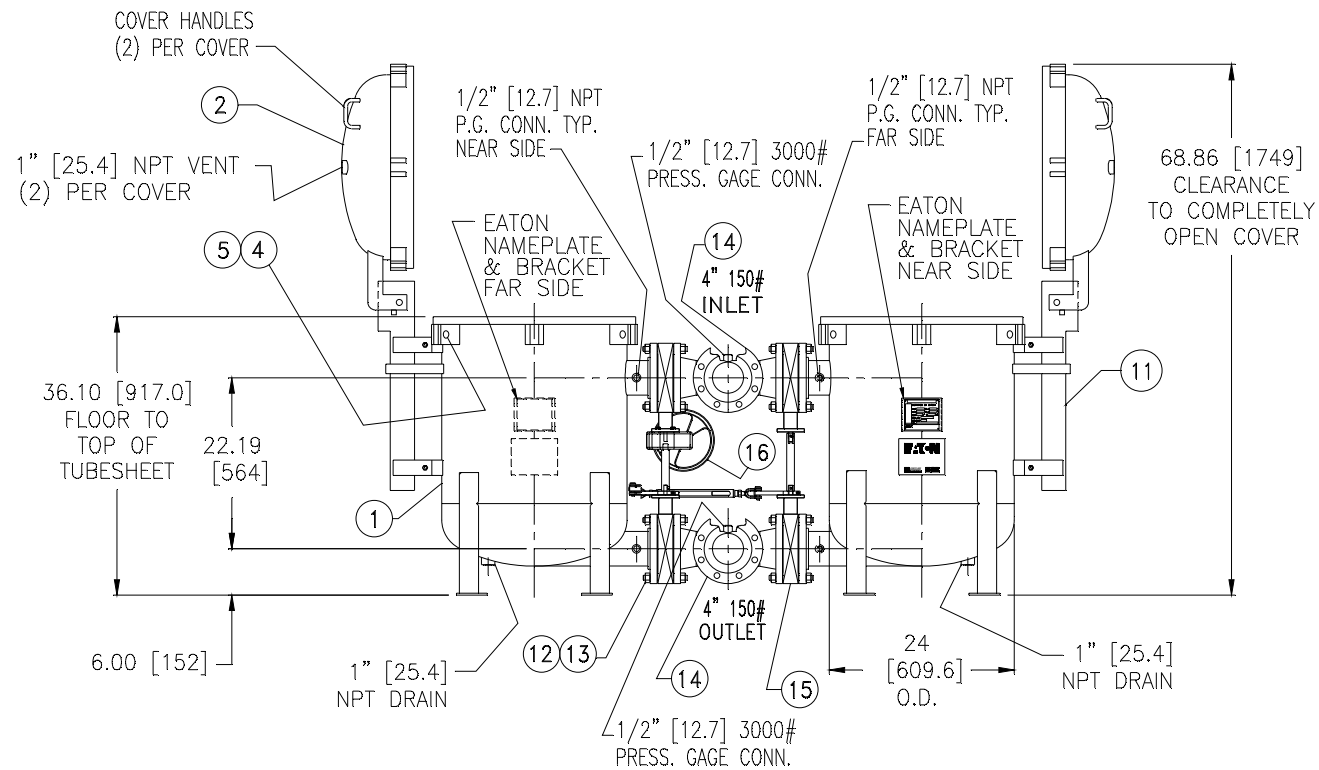 COVER HANDLES
(2) PER COVER
2
1" [25.4] NPT VENT
(2) PER COVER
5 4
1/2" [12.7] NPT
P.G. CONN. TYP.
NEAR SIDE
1/2" [12.7] 3000#
PRESS. GAGE CONN.
1/2" [12.7] NPT
P.G. CONN. TYP.
FAR SIDE
68.86 [1749]
CLEARANCE
TO COMPLETELY
OPEN COVER
EATON
NAMEPLATE
& BRACKET
FAR SIDE
14
4" 150#
INLET
EATON
NAMEPLATE
& BRACKET
NEAR SIDE
36.10 [917.0]
FLOOR TO
TOP OF
TUBESHEET
22.19
[564]
11
16
EATON
1
4" 150#
OUTLET
6.00 [152]
1" [25.4]
NPT DRAIN
12 13
14
15
24
[609.6]
O.D.
1" [25.4]
NPT DRAIN
1/2" [12.7] 3000#
PRESS. GAGE CONN.